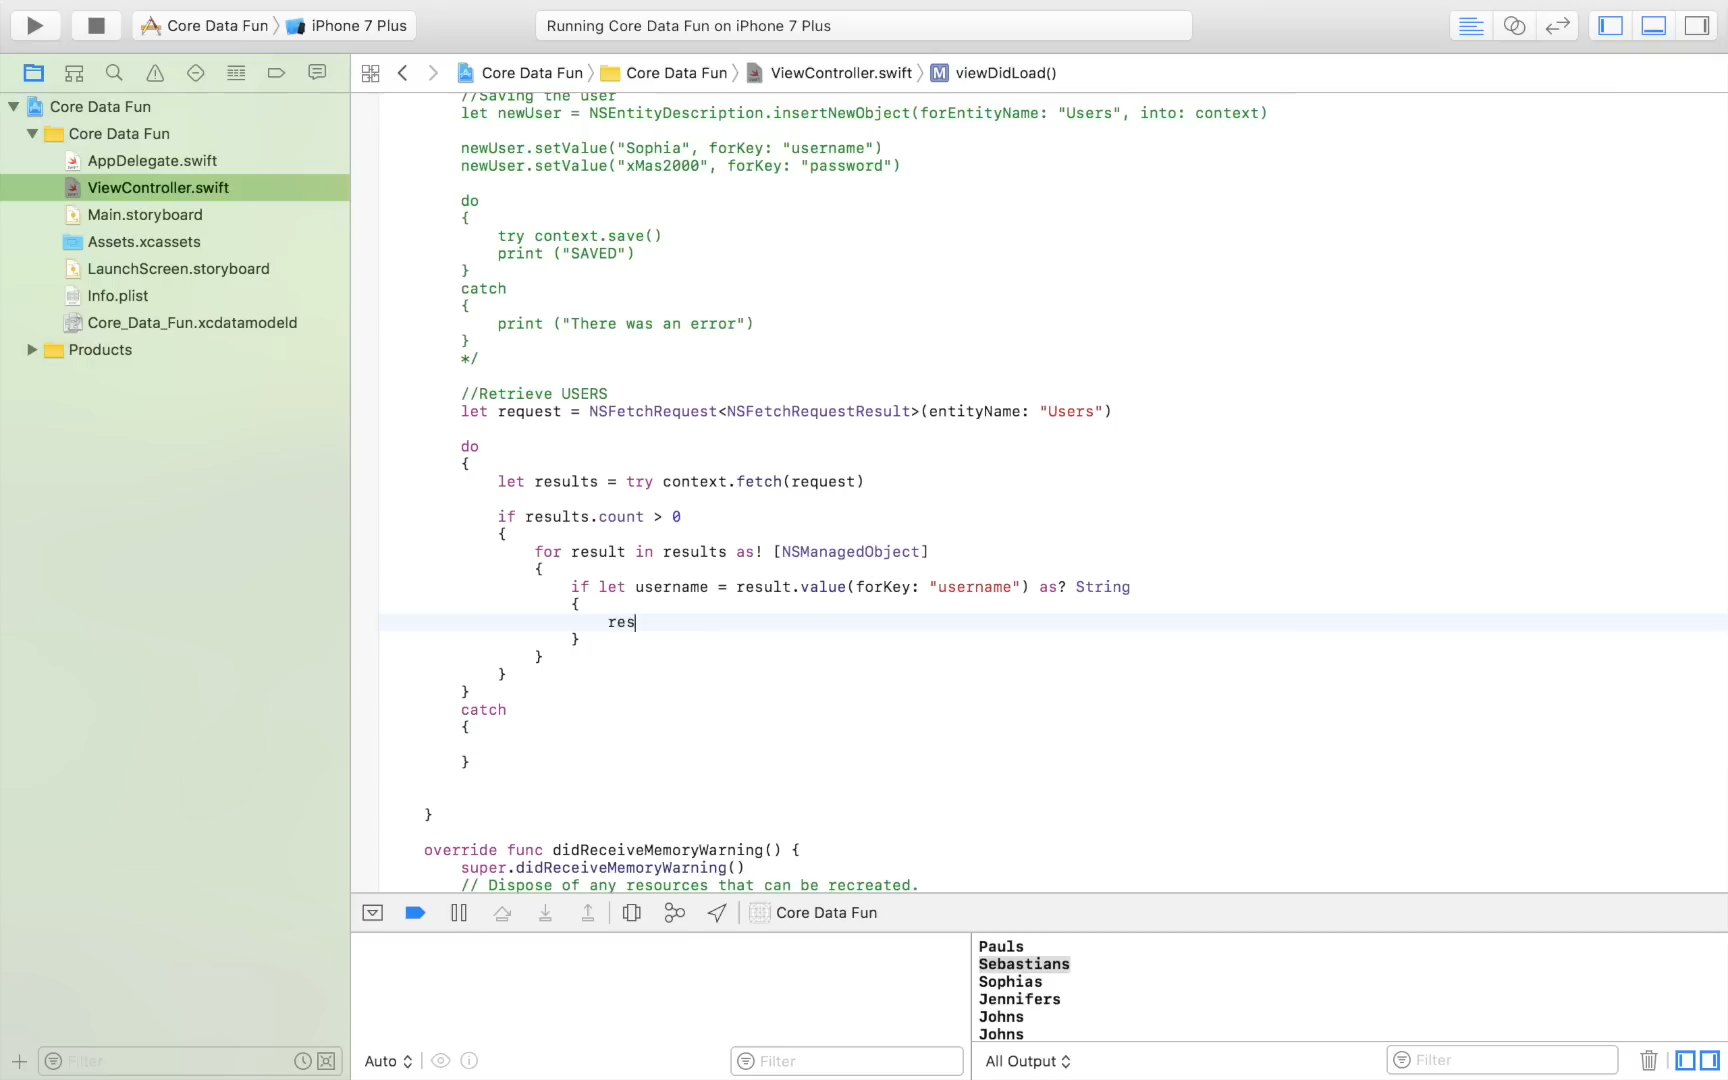 Core Data Fun iPhone 7 Plus
Running Core Data Fun on iPhone 7 Plus
Core Data Fun Core Data Fun ViewController.swift M viewDidLoad()
Core Data Fun
Core Data Fun
AppDelegate.swift
ViewController.swift
Main.storyboard
Assets.xcassets
LaunchScreen.storyboard
Info.plist
Core_Data_Fun.xcdatamodeld
Products
Filter
//Saving the user
let newUser = NSEntityDescription.insertNewObject(forEntityName: "Users", into: context)
newUser.setValue("Sophia", forKey: "username")
newUser.setValue("xMas2000", forKey: "password")
do
{
try context.save()
print ("SAVED")
}
catch
{
print ("There was an error")
}
*/
//Retrieve USERS
let request = NSFetchRequest<NSFetchRequestResult>(entityName: "Users")
do
{
let results = try context.fetch(request)
if results.count > 0
{
for result in results as! [NSManagedObject]
{
if let username = result.value(forKey: "username") as? String
{
res
}
}
}
}
catch
{
}
}
override func didReceiveMemoryWarning() {
super.didReceiveMemoryWarning()
// Dispose of any resources that can be recreated.
Core Data Fun
Auto
Filter
Pauls
Sebastians
Sophias
Jennifers
Johns
Johns
All Output
Filter